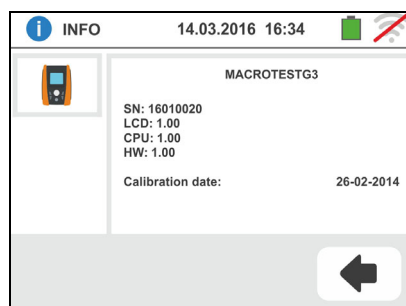 INFO 14.03.2016 16:34
MACROTESTG3
SN: 16010020
LCD: 1.00
CPU: 1.00
HW: 1.00
Calibration date: 26-02-2014